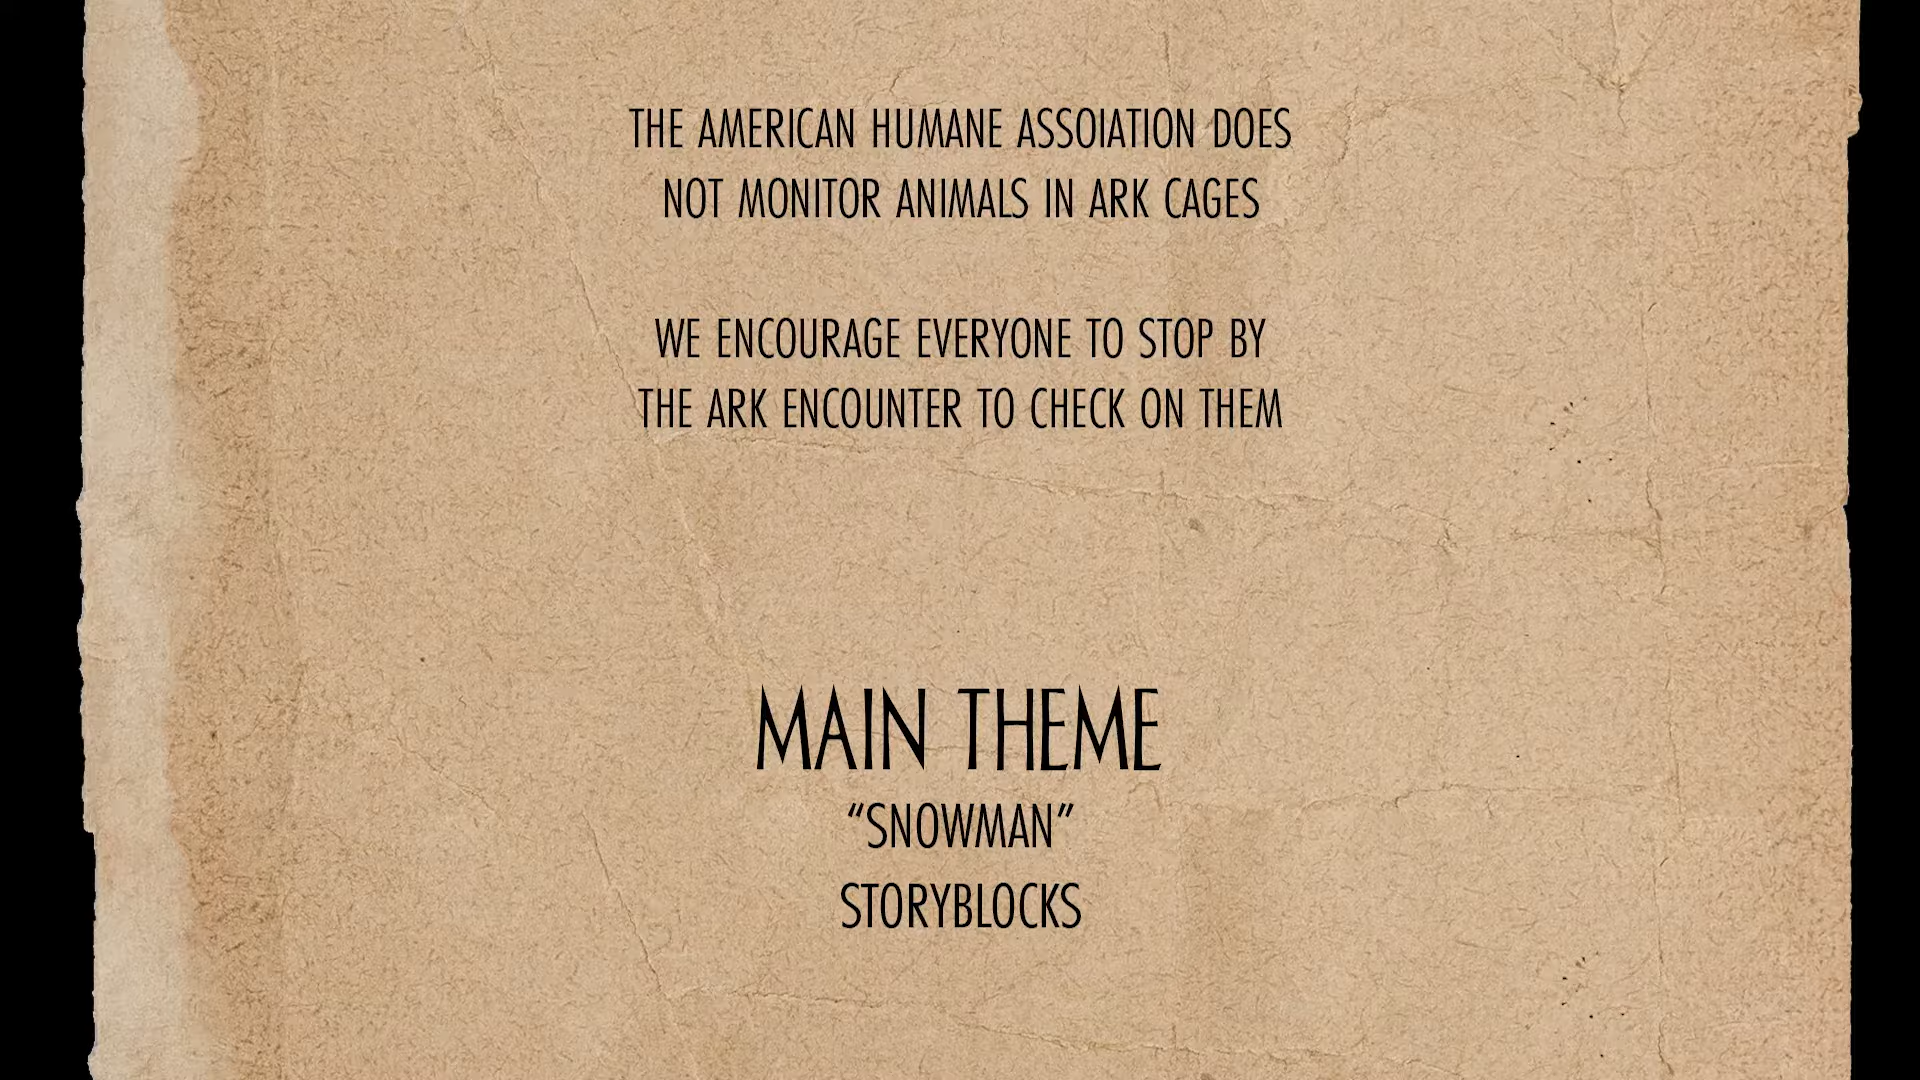 THE AMERICAN HUMANE ASSOIATION DOES
NOT MONITOR ANIMALS IN ARK CAGES
WE ENCOURAGE EVERYONE TO STOP BY
THE ARK ENCOUNTER TO CHECK ON THEM
MAIN THEME
“SNOWMAN”
STORYBLOCKS